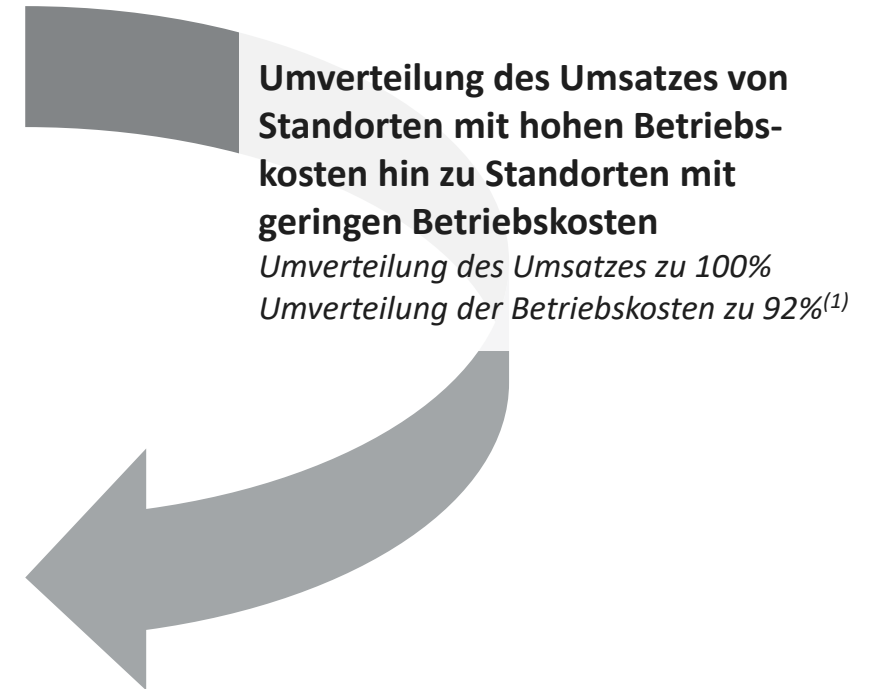 Umverteilung des Umsatzes von
Standorten mit hohen Betriebs-
kosten hin zu Standorten mit
geringen Betriebskosten
Umverteilung des Umsatzes zu 100%
Umverteilung der Betriebskosten zu 92%(1)